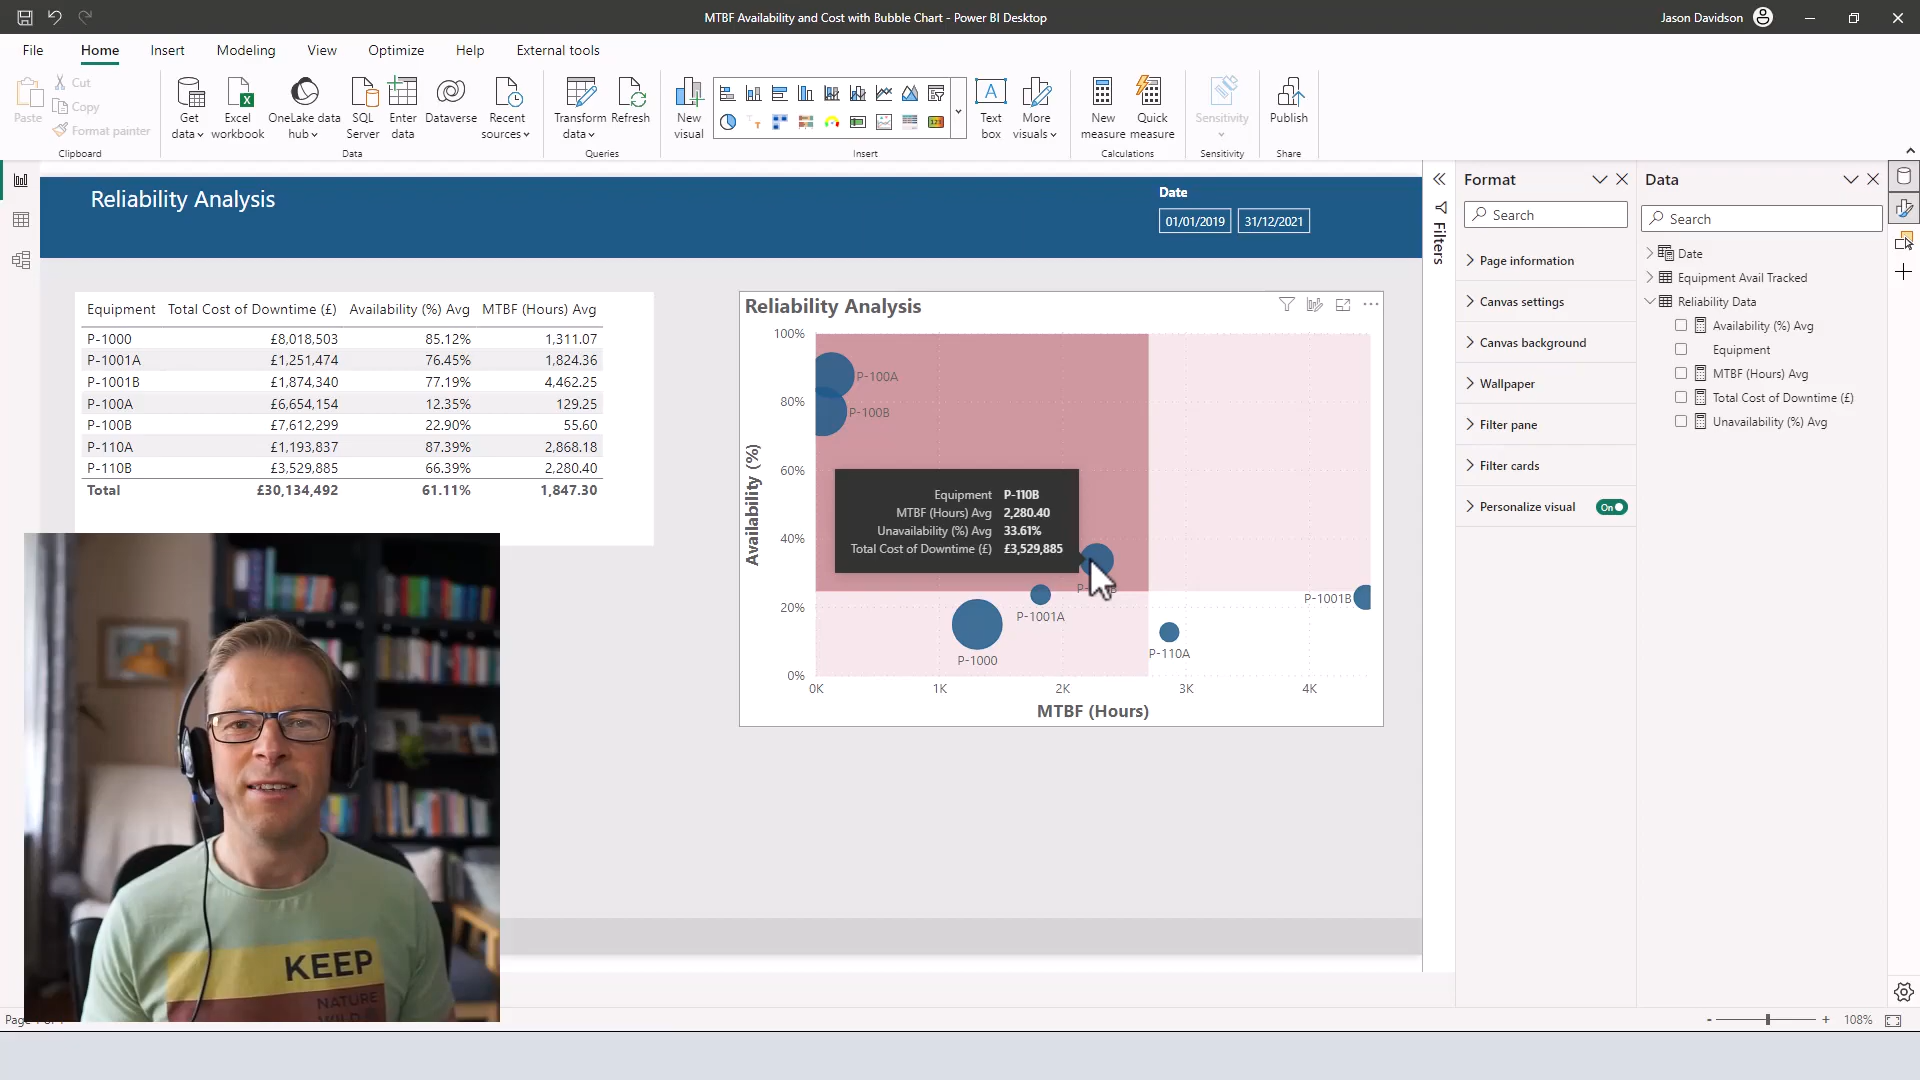 MTBF Availability and Cost with Bubble Chart - Power BI Desktop
Jason Davidson
File Home Insert Modeling View Optimize Help External tools
Paste
Cut
Copy
Format painter
Clipboard
Get data
Excel workbook
OneLake data hub
SQL Server
Enter data
Dataverse
Recent sources
Data
Transform data
Refresh
Queries
New visual
Text box
More visuals
Insert
New measure
Quick measure
Calculations
Sensitivity
Sensitivity
Publish
Share
Reliability Analysis
Date
01/01/2019 31/12/2021
Equipment Total Cost of Downtime (£) Availability (%) Avg MTBF (Hours) Avg
P-1000 £8,018,503 85.12% 1,311.07
P-1001A £1,251,474 76.45% 1,824.36
P-1001B £1,874,340 77.19% 4,462.25
P-100A £6,654,154 12.35% 129.25
P-100B £7,612,299 22.90% 55.60
P-110A £1,193,837 87.39% 2,868.18
P-110B £3,529,885 66.39% 2,280.40
Total £30,134,492 61.11% 1,847.30
Reliability Analysis
100%
80%
60%
40%
20%
0%
Availability (%)
P-100A
P-100B
Equipment P-110B
MTBF (Hours) Avg 2,280.40
Unavailability (%) Avg 33.61%
Total Cost of Downtime (£) £3,529,885
P-1001A
P-1001B
P-1000
P-110A
0K 1K 2K 3K 4K
MTBF (Hours)
Filters
Format
Search
Page information
Canvas settings
Canvas background
Wallpaper
Filter pane
Filter cards
Personalize visual On
Data
Search
Date
Equipment Avail Tracked
Reliability Data
Availability (%) Avg
Equipment
MTBF (Hours) Avg
Total Cost of Downtime (£)
Unavailability (%) Avg
KEEP
NATURE
WILD
Page
- + 108%